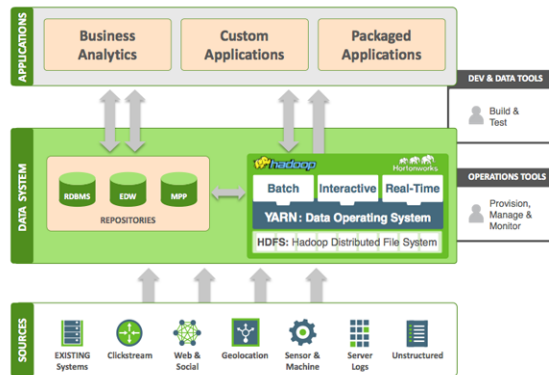 APPLICATIONS
Business
Analytics
Custom
Applications
Packaged
Applications
DEV & DATA TOOLS
Build &
Test
DATA SYSTEM
RDBMS
EDW
MPP
REPOSITORIES
hadoop
Hortonworks
Batch
Interactive
Real-Time
YARN: Data Operating System
HDFS: Hadoop Distributed File System
OPERATIONS TOOLS
Provision,
Manage &
Monitor
SOURCES
EXISTING
Systems
Clickstream
Web &
Social
Geolocation
Sensor &
Machine
Server
Logs
Unstructured